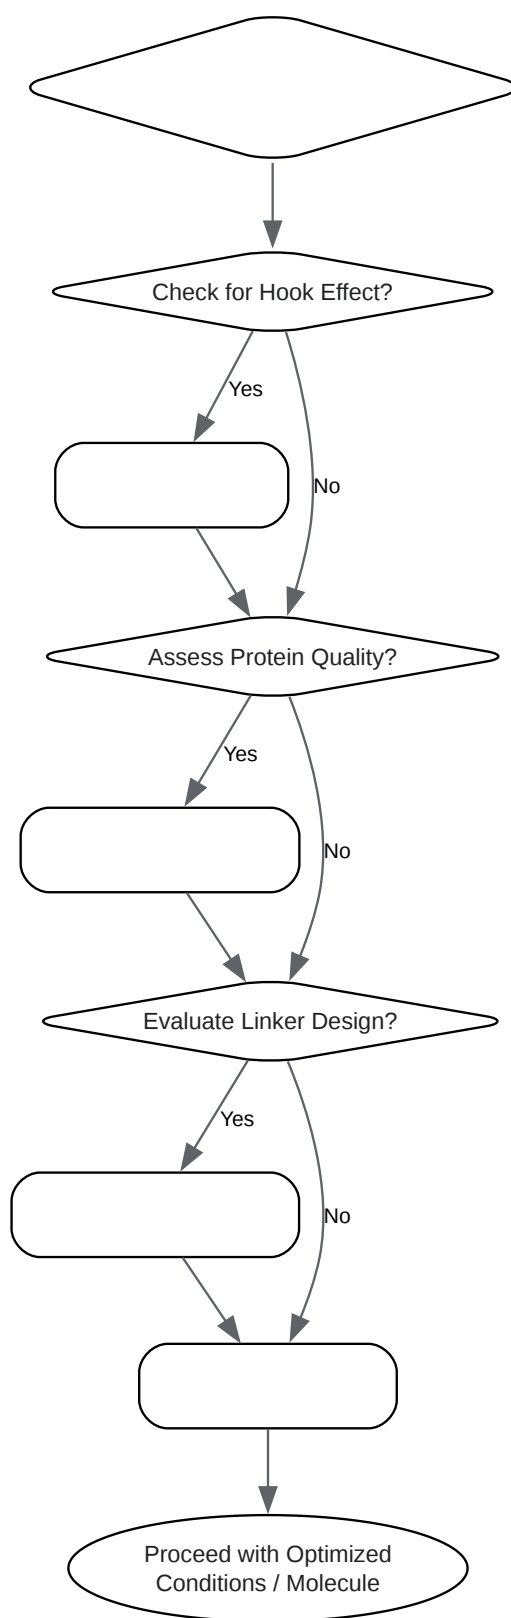 Check for Hook Effect?
Yes
No
Assess Protein Quality?
Yes
No
Evaluate Linker Design?
Yes
No
Proceed with Optimized
Conditions / Molecule